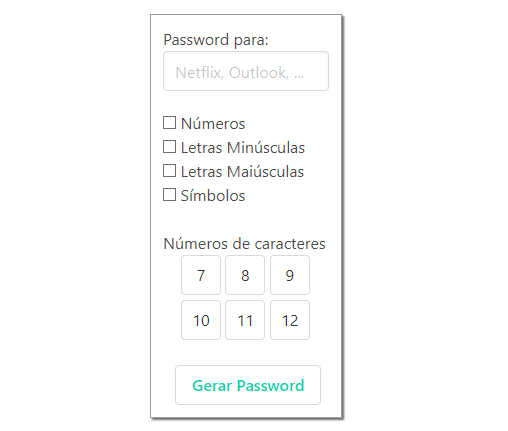 Password para:
Netflix, Outlook, ...
Números
Letras Minúsculas
Letras Maiúsculas
Símbolos
Números de caracteres
7 8 9
10 11 12
Gerar Password